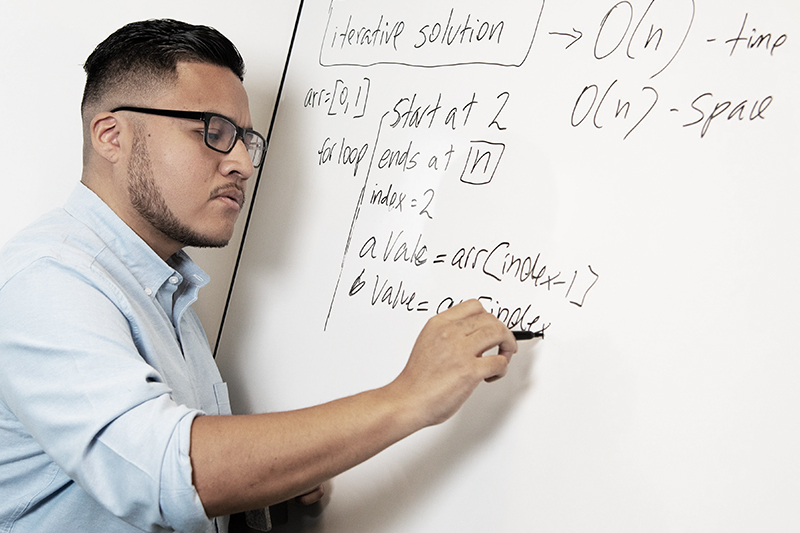 iterative solution → O(n) - time
O(n) - space
arr=[0,1]
for loop
Start at 2
ends at n
index = 2
a Vale = arr[index-1]
b Value = arr[index